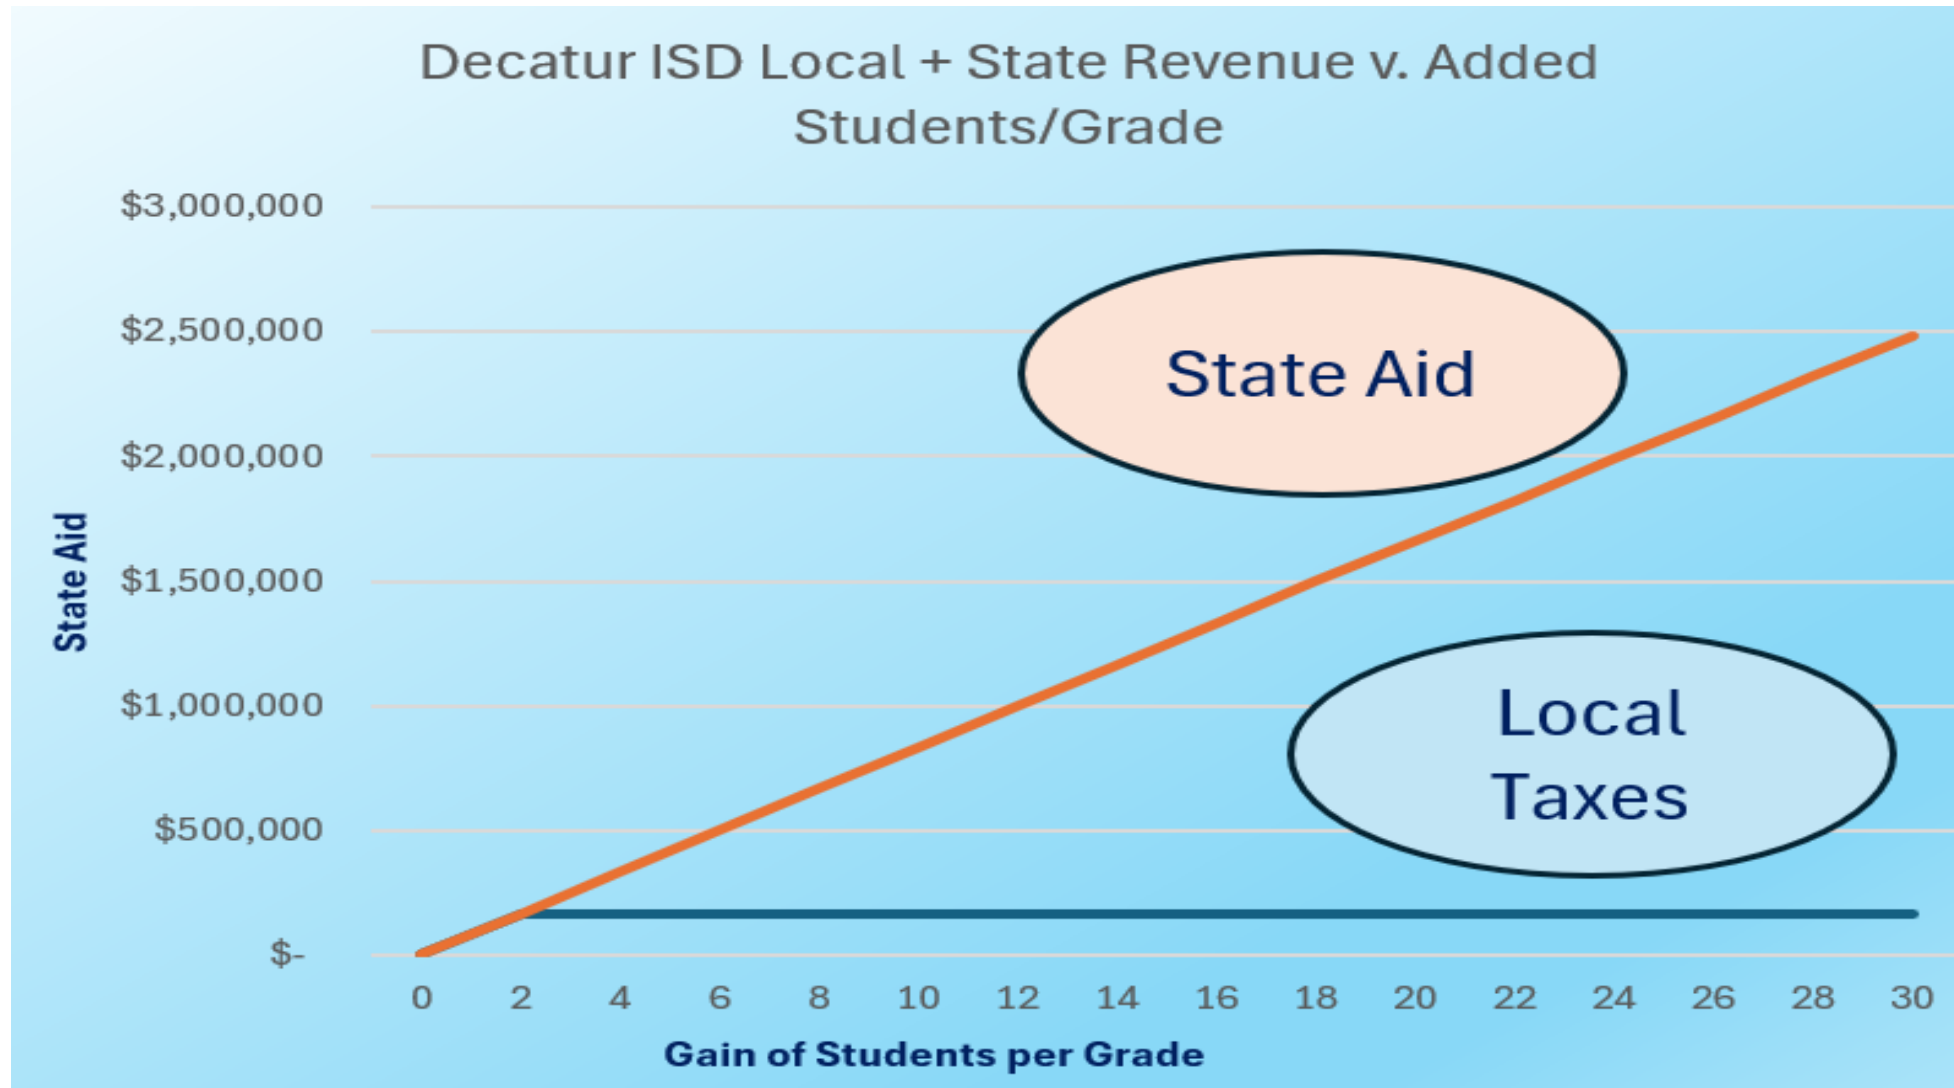 Decatur ISD Local + State Revenue v. Added
Students/Grade
$3,000,000
$2,500,000
$2,000,000
$1,500,000
$1,000,000
$500,000
$-
State Aid
State Aid
Local
Taxes
0 2 4 6 8 10 12 14 16 18 20 22 24 26 28 30
Gain of Students per Grade